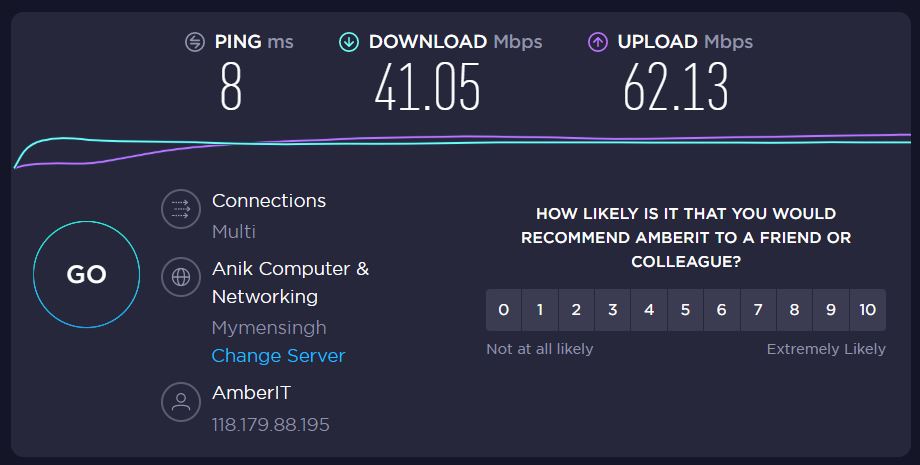 PING ms
8
DOWNLOAD Mbps
41.05
UPLOAD Mbps
62.13
GO
Connections
Multi
Anik Computer &
Networking
Mymensingh
Change Server
AmberIT
118.179.88.195
HOW LIKELY IS IT THAT YOU WOULD
RECOMMEND AMBERIT TO A FRIEND OR
COLLEAGUE?
0 1 2 3 4 5 6 7 8 9 10
Not at all likely Extremely Likely